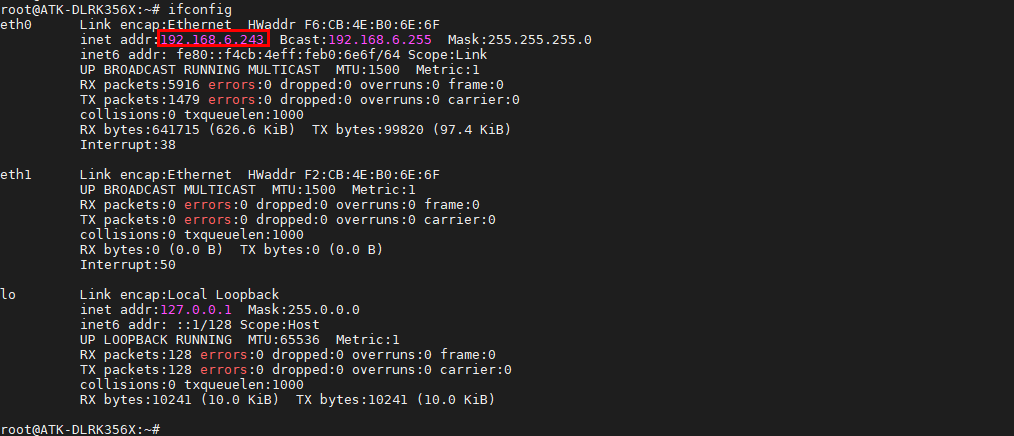 root@ATK-DLRK356X:~# ifconfig
eth0      Link encap:Ethernet  HWaddr F6:CB:4E:B0:6E:6F
          inet addr:192.168.6.243  Bcast:192.168.6.255  Mask:255.255.255.0
          inet6 addr: fe80::f4cb:4eff:feb0:6e6f/64 Scope:Link
          UP BROADCAST RUNNING MULTICAST  MTU:1500  Metric:1
          RX packets:5916 errors:0 dropped:0 overruns:0 frame:0
          TX packets:1479 errors:0 dropped:0 overruns:0 carrier:0
          collisions:0 txqueuelen:1000
          RX bytes:641715 (626.6 KiB)  TX bytes:99820 (97.4 KiB)
          Interrupt:38
eth1      Link encap:Ethernet  HWaddr F2:CB:4E:B0:6E:6F
          UP BROADCAST MULTICAST  MTU:1500  Metric:1
          RX packets:0 errors:0 dropped:0 overruns:0 frame:0
          TX packets:0 errors:0 dropped:0 overruns:0 carrier:0
          collisions:0 txqueuelen:1000
          RX bytes:0 (0.0 B)  TX bytes:0 (0.0 B)
          Interrupt:50
lo        Link encap:Local Loopback
          inet addr:127.0.0.1  Mask:255.0.0.0
          inet6 addr: ::1/128 Scope:Host
          UP LOOPBACK RUNNING  MTU:65536  Metric:1
          RX packets:128 errors:0 dropped:0 overruns:0 frame:0
          TX packets:128 errors:0 dropped:0 overruns:0 carrier:0
          collisions:0 txqueuelen:1000
          RX bytes:10241 (10.0 KiB)  TX bytes:10241 (10.0 KiB)
root@ATK-DLRK356X:~#